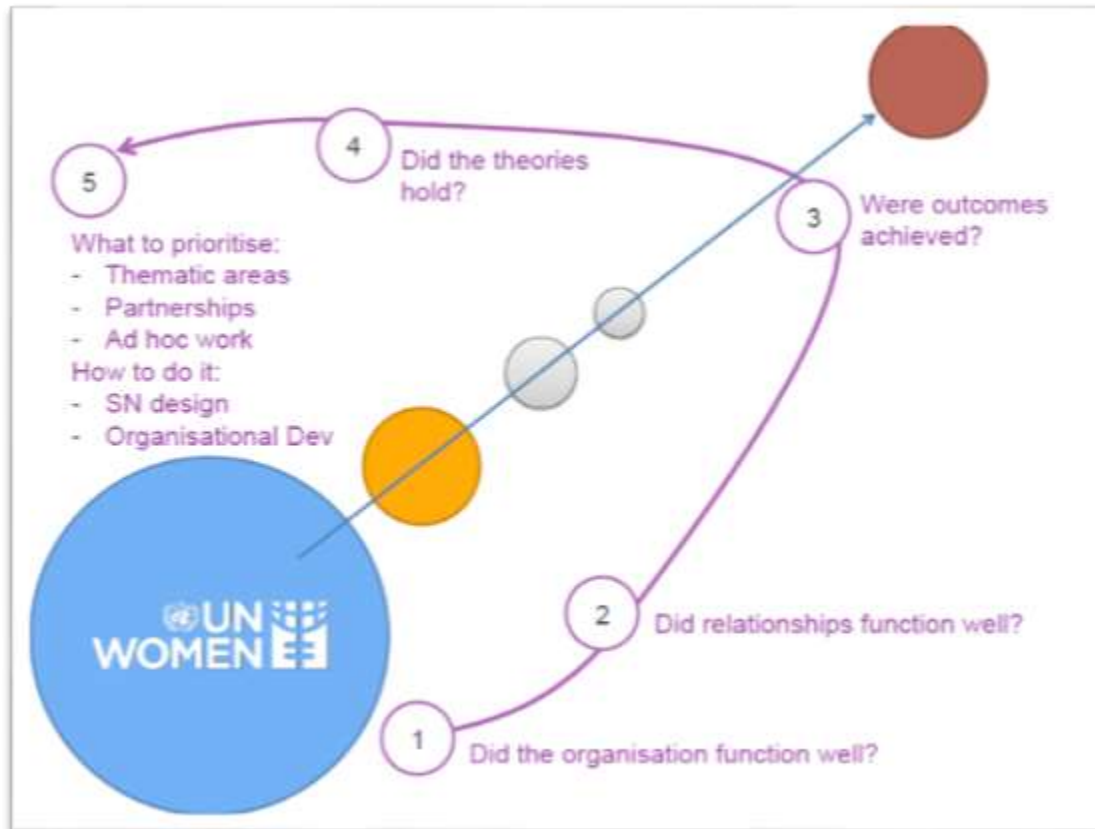 4
Did the theories
hold?
5
3
Were outcomes
achieved?
What to prioritise:
- Thematic areas
- Partnerships
- Ad hoc work
How to do it:
- SN design
- Organisational Dev
UN
WOMEN
2
Did relationships function well?
1
Did the organisation function well?